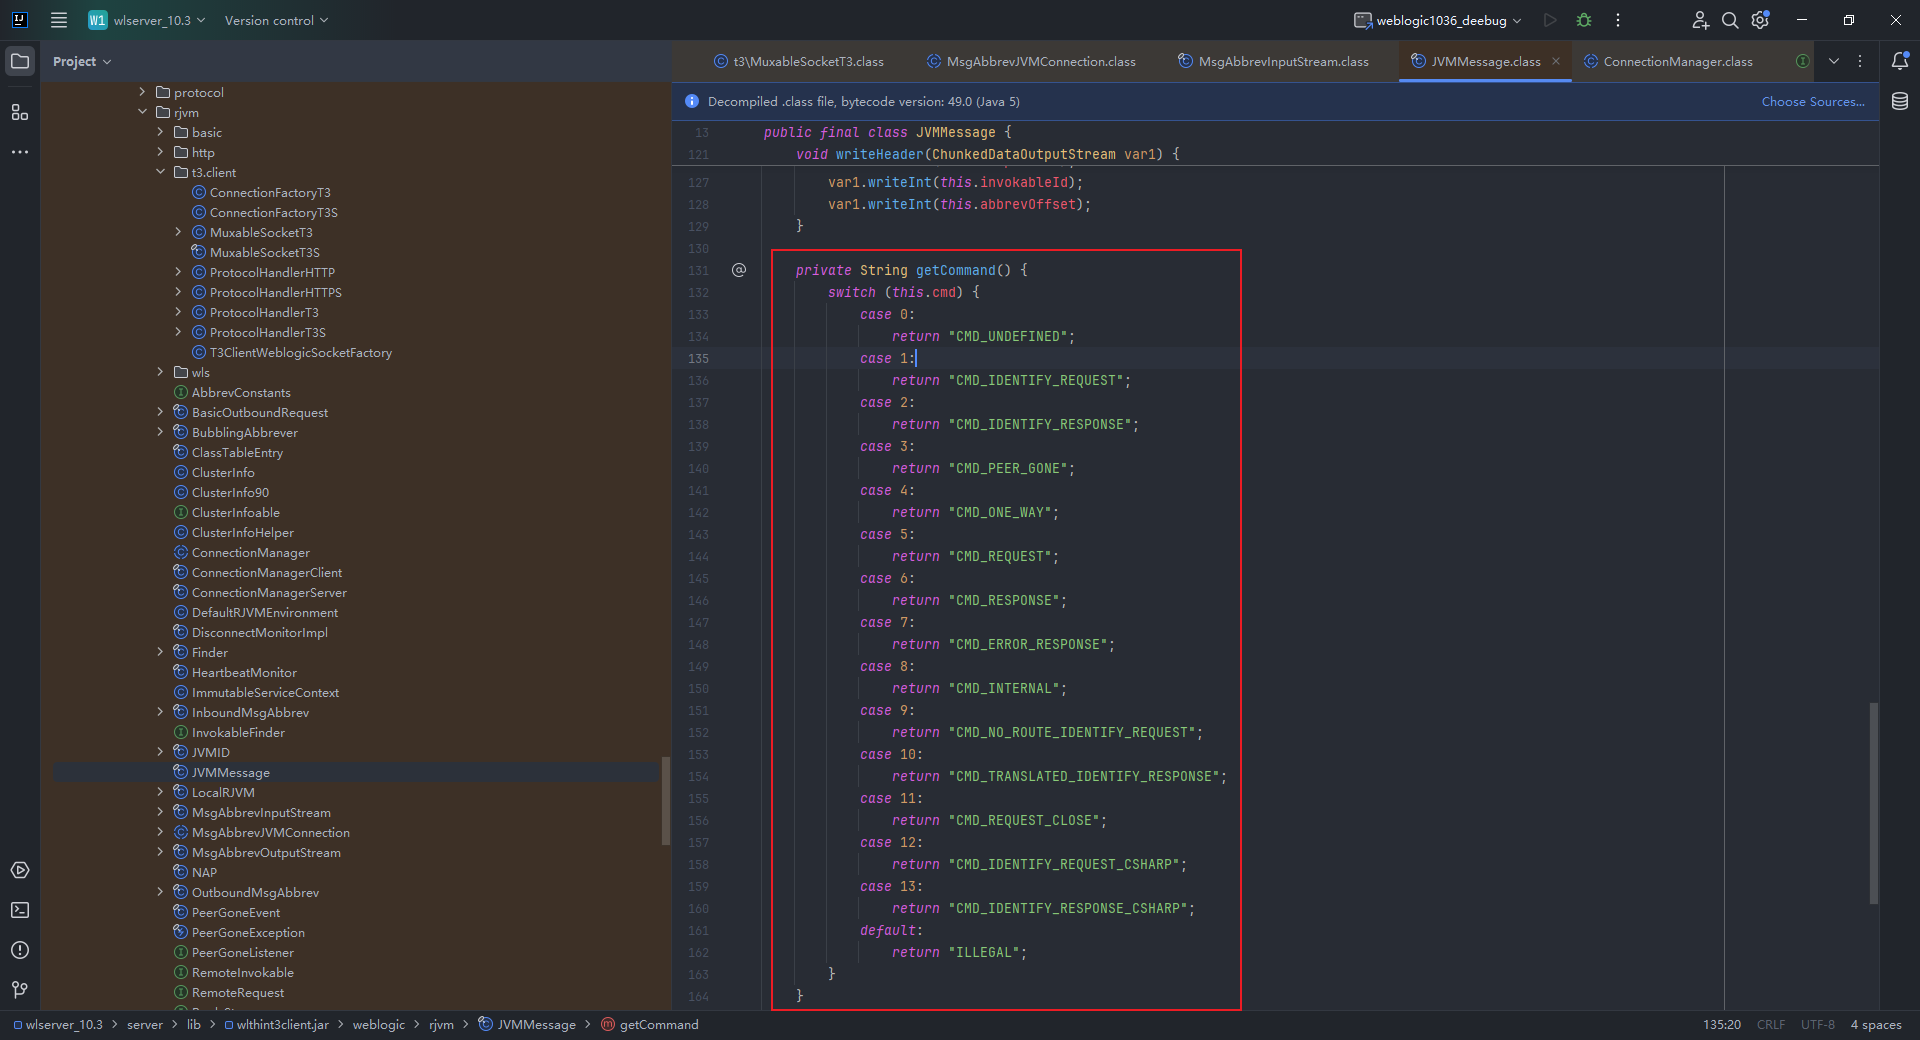 W1 wlserver_10.3 Version control weblogic1036_deebug
Project
t3\MuxableSocketT3.class MsgAbbrevJVMConnection.class MsgAbbrevInputStream.class JVMMessage.class ConnectionManager.class
Decompiled .class file, bytecode version: 49.0 (Java 5) Choose Sources...
protocol
rjvm
basic
http
t3.client
ConnectionFactoryT3
ConnectionFactoryT3S
MuxableSocketT3
MuxableSocketT3S
ProtocolHandlerHTTP
ProtocolHandlerHTTPS
ProtocolHandlerT3
ProtocolHandlerT3S
T3ClientWeblogicSocketFactory
wls
AbbrevConstants
BasicOutboundRequest
BubblingAbbrever
ClassTableEntry
ClusterInfo
ClusterInfo90
ClusterInfoable
ClusterInfoHelper
ConnectionManager
ConnectionManagerClient
ConnectionManagerServer
DefaultRJVMEnvironment
DisconnectMonitorImpl
Finder
HeartbeatMonitor
ImmutableServiceContext
InboundMsgAbbrev
InvokableFinder
JVMID
JVMMessage
LocalRJVM
MsgAbbrevInputStream
MsgAbbrevJVMConnection
MsgAbbrevOutputStream
NAP
OutboundMsgAbbrev
PeerGoneEvent
PeerGoneException
PeerGoneListener
RemoteInvokable
RemoteRequest
13 public final class JVMMessage {
121 void writeHeader(ChunkedDataOutputStream var1) {
127 var1.writeInt(this.invokableId);
128 var1.writeInt(this.abbrevOffset);
129 }
130
131 @ private String getCommand() {
132 switch (this.cmd) {
133 case 0:
134 return "CMD_UNDEFINED";
135 case 1:
136 return "CMD_IDENTIFY_REQUEST";
137 case 2:
138 return "CMD_IDENTIFY_RESPONSE";
139 case 3:
140 return "CMD_PEER_GONE";
141 case 4:
142 return "CMD_ONE_WAY";
143 case 5:
144 return "CMD_REQUEST";
145 case 6:
146 return "CMD_RESPONSE";
147 case 7:
148 return "CMD_ERROR_RESPONSE";
149 case 8:
150 return "CMD_INTERNAL";
151 case 9:
152 return "CMD_NO_ROUTE_IDENTIFY_REQUEST";
153 case 10:
154 return "CMD_TRANSLATED_IDENTIFY_RESPONSE";
155 case 11:
156 return "CMD_REQUEST_CLOSE";
157 case 12:
158 return "CMD_IDENTIFY_REQUEST_CSHARP";
159 case 13:
160 return "CMD_IDENTIFY_RESPONSE_CSHARP";
161 default:
162 return "ILLEGAL";
163 }
164 }
wlserver_10.3 > server > lib > wlthint3client.jar > weblogic > rjvm > JVMMessage > getCommand 135:20 CRLF UTF-8 4 spaces